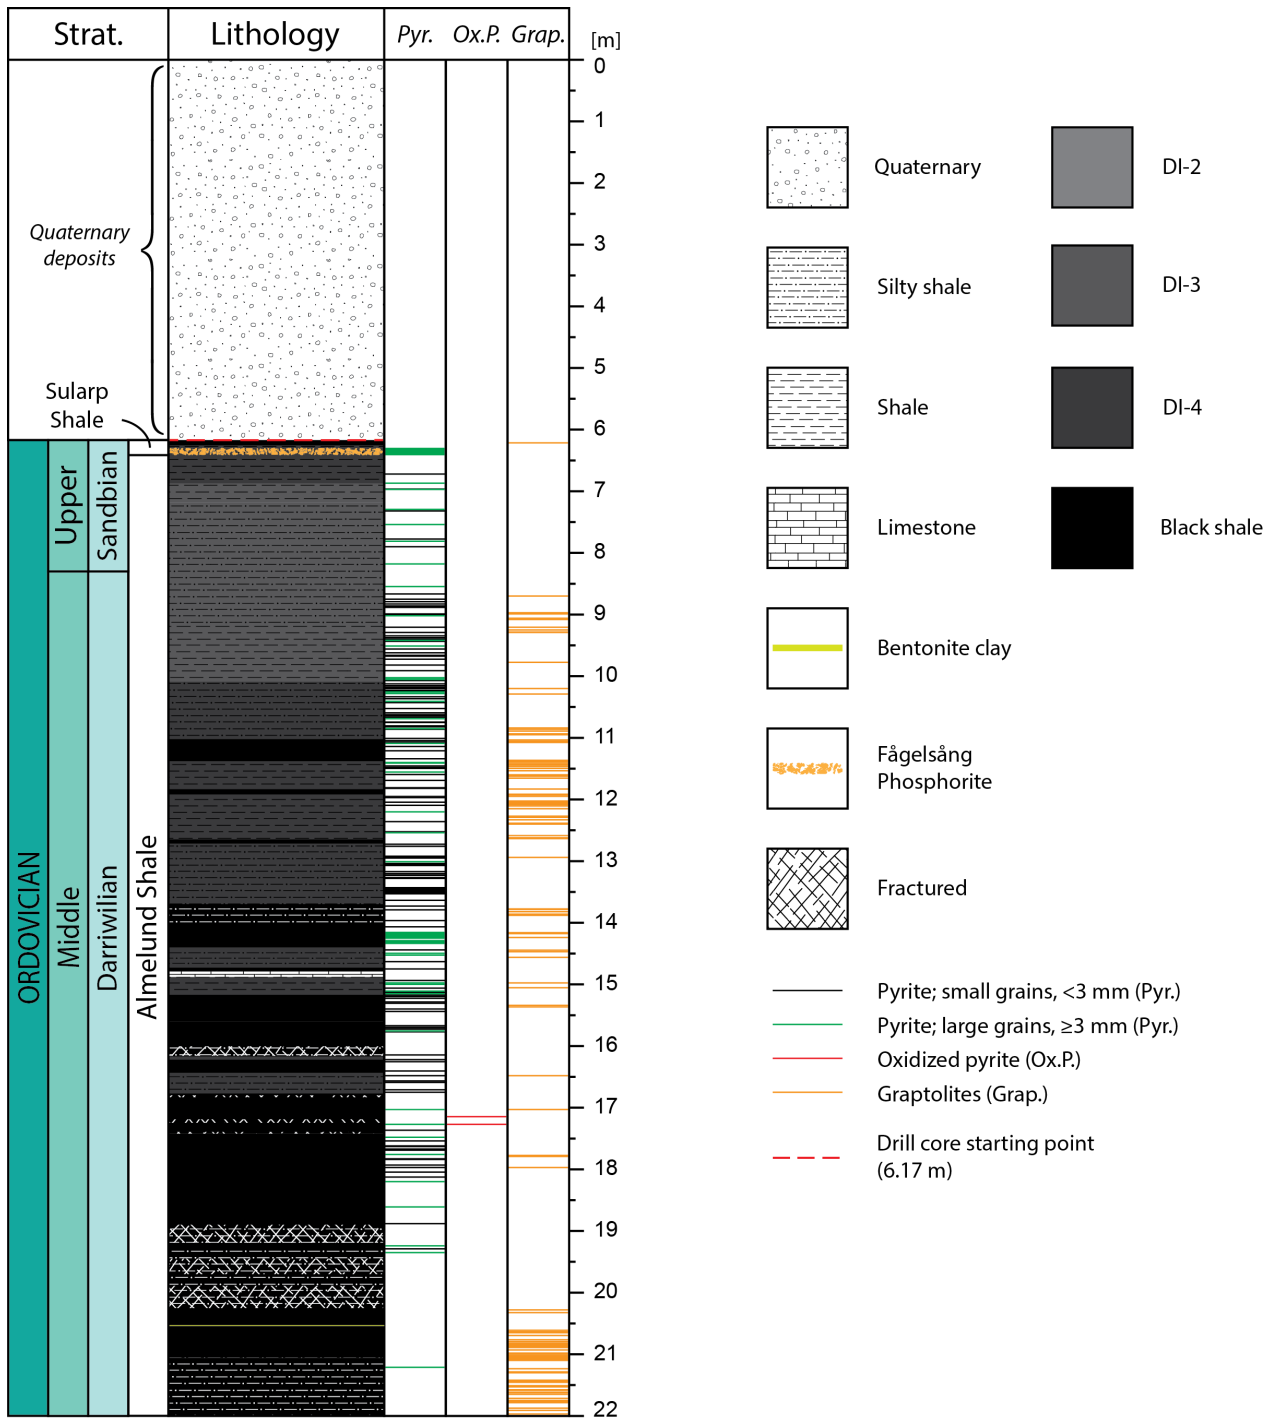 Strat.
Lithology
Pyr.
Ox.P.
Grap.
[m]
Quaternary
deposits
Sularp
Shale
ORDOVICIAN
Upper
Middle
Sandbian
Darriwilian
Almelund Shale
0
1
2
3
4
5
6
7
8
9
10
11
12
13
14
15
16
17
18
19
20
21
22
Quaternary
Silty shale
Shale
Limestone
Bentonite clay
Fågelsång
Phosphorite
Fractured
DI-2
DI-3
DI-4
Black shale
Pyrite; small grains, <3 mm (Pyr.)
Pyrite; large grains, ≥3 mm (Pyr.)
Oxidized pyrite (Ox.P.)
Graptolites (Grap.)
Drill core starting point
(6.17 m)